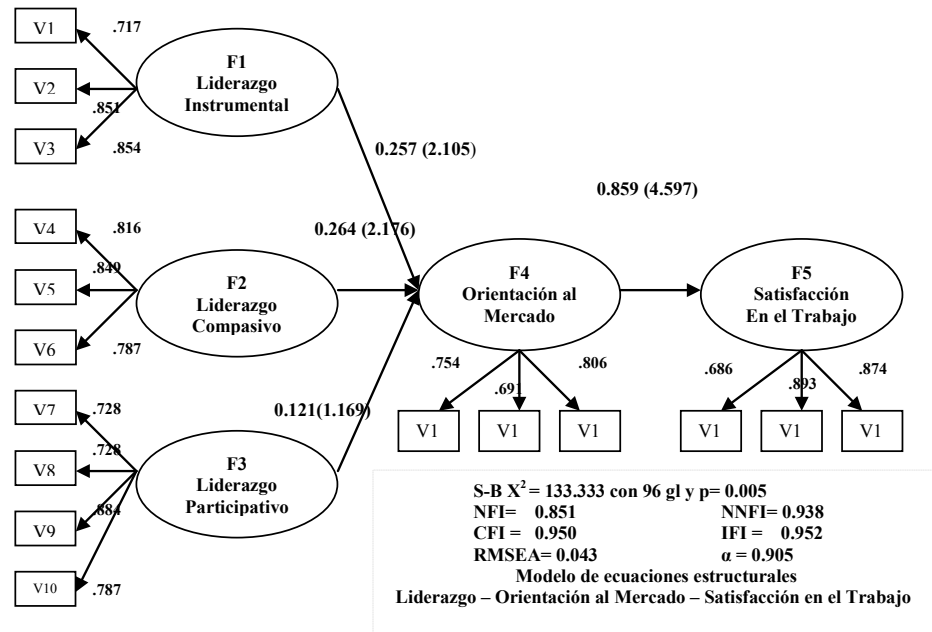 V1
.717
V2
.851
V3
.854
F1
Liderazgo
Instrumental
0.257 (2.105)
0.859 (4.597)
V4
.816
.849
V5
V6
.787
F2
Liderazgo
Compasivo
0.264 (2.176)
F4
Orientación al
Mercado
F5
Satisfacción
En el Trabajo
.754
.691
.806
.686
.893
.874
V1
V1
V1
V1
V1
V1
V7
.728
V8
.728
V9
.884
V10
.787
F3
Liderazgo
Participativo
0.121(1.169)
S-B X² = 133.333 con 96 gl y p= 0.005
NFI= 0.851 NNFI= 0.938
CFI = 0.950 IFI = 0.952
RMSEA= 0.043 α = 0.905
Modelo de ecuaciones estructurales
Liderazgo – Orientación al Mercado – Satisfacción en el Trabajo